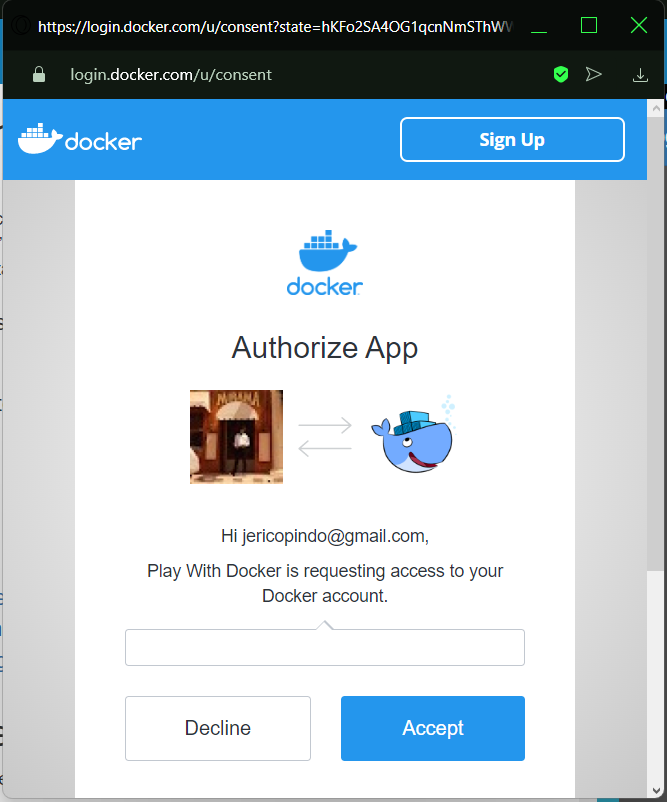 https://login.docker.com/u/consent?state=hKFo2SA4OG1qcnNmSThW
login.docker.com/u/consent
docker
Sign Up
docker
Authorize App
Hi jericopindo@gmail.com,
Play With Docker is requesting access to your
Docker account.
Decline
Accept